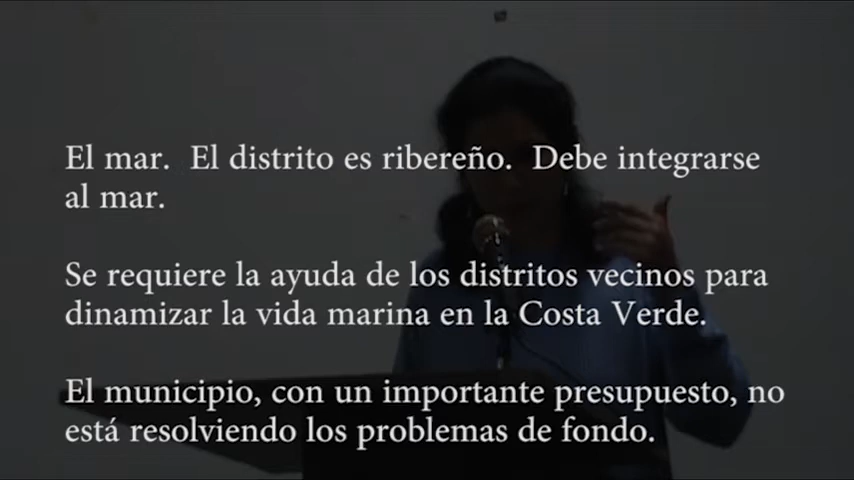 El mar. El distrito es ribereño. Debe integrarse
al mar.
Se requiere la ayuda de los distritos vecinos para
dinamizar la vida marina en la Costa Verde.
El municipio, con un importante presupuesto, no
está resolviendo los problemas de fondo.